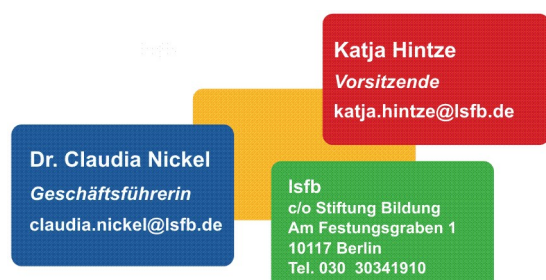 Katja Hintze
Vorsitzende
katja.hintze@lsfb.de
Dr. Claudia Nickel
Geschäftsführerin
claudia.nickel@lsfb.de
lsfb
c/o Stiftung Bildung
Am Festungsgraben 1
10117 Berlin
Tel. 030 30341910